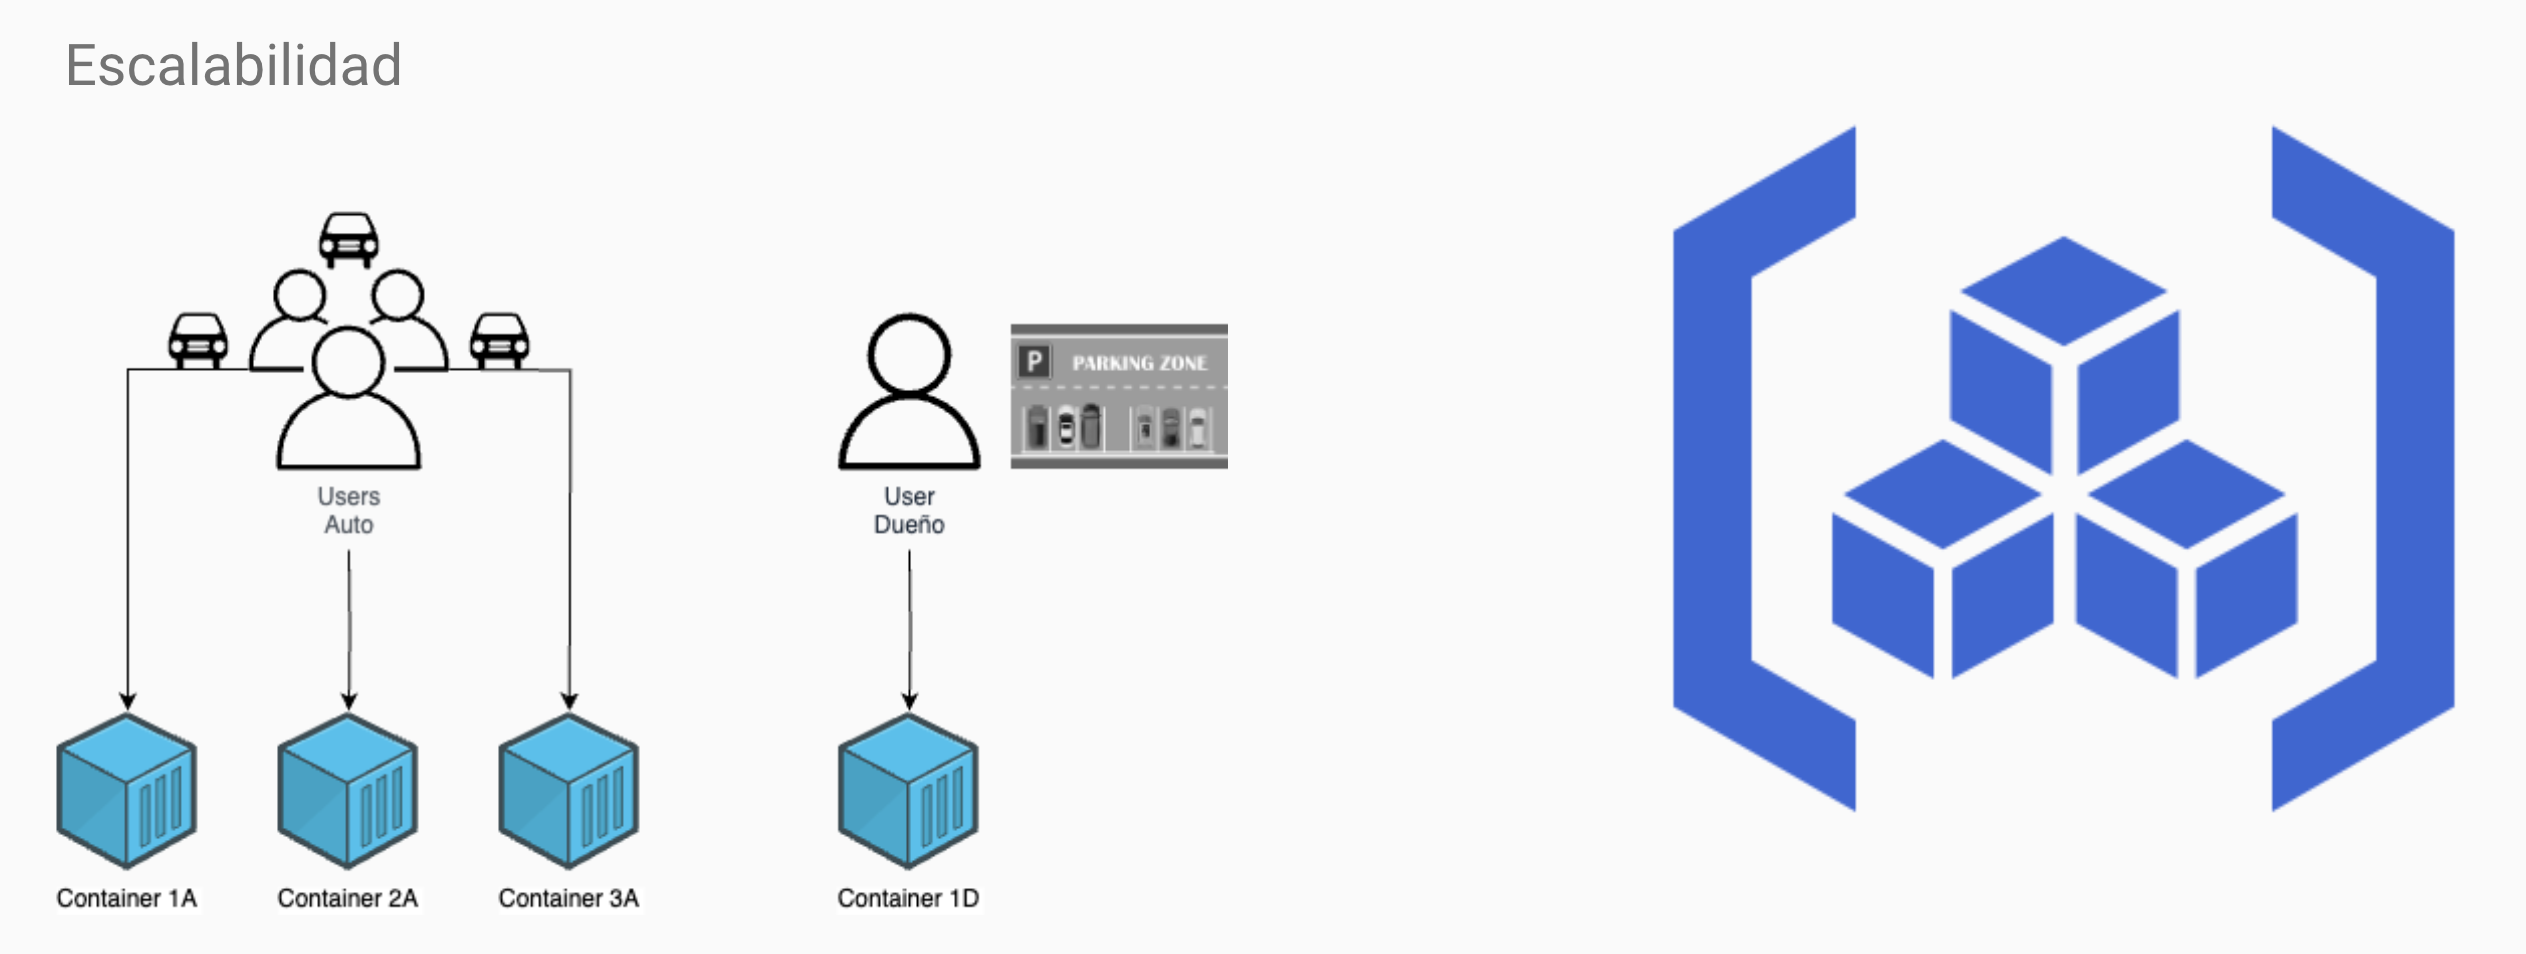 Escalabilidad
P
PARKING ZONE
Users
Auto
User
Dueño
Container 1A
Container 2A
Container 3A
Container 1D